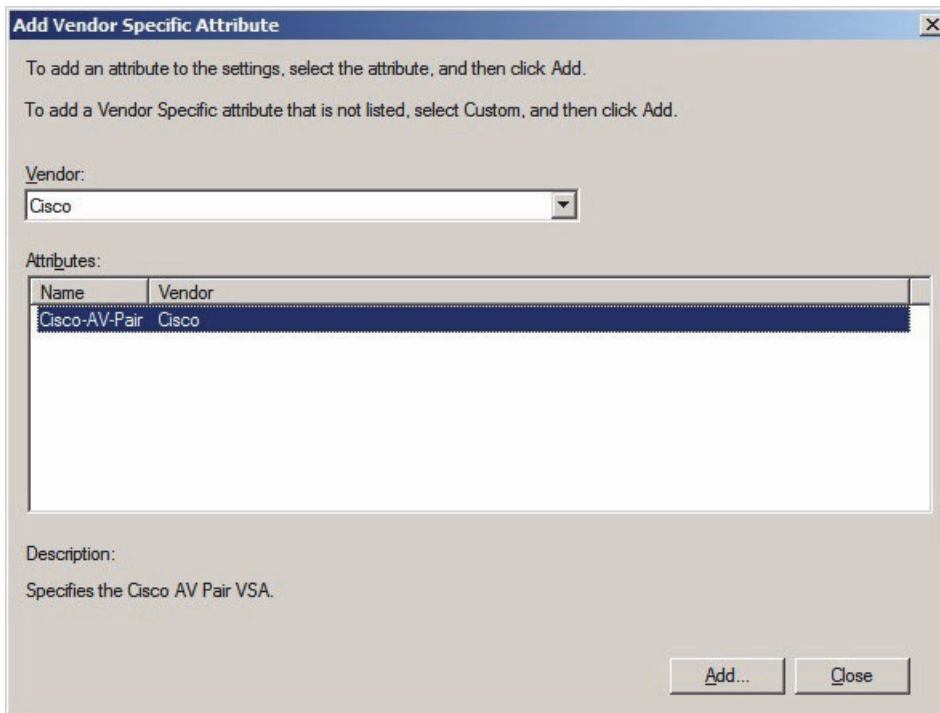 Add Vendor Specific Attribute
To add an attribute to the settings, select the attribute, and then click Add.
To add a Vendor Specific attribute that is not listed, select Custom, and then click Add.
Vendor:
Cisco
Attributes:
Name Vendor
Cisco-AV-Pair Cisco
Description:
Specifies the Cisco AV Pair VSA.
Add... Close